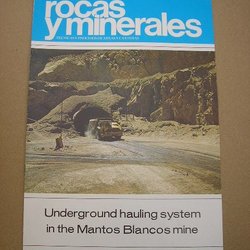 rocas
y minerales
Underground hauling system
in the Mantos Blancos mine